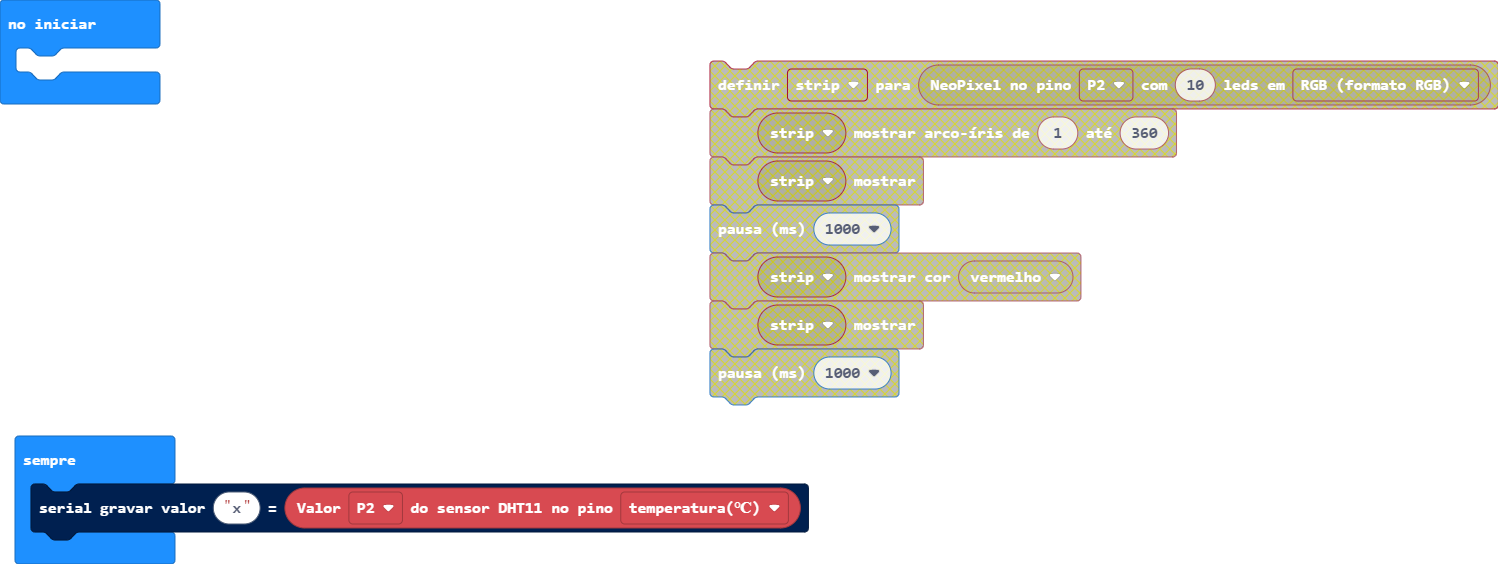 no iniciar
definir strip para NeoPixel no pino P2 com 10 leds em RGB (formato RGB)
strip mostrar arco-íris de 1 até 360
strip mostrar
pausa (ms) 1000
strip mostrar cor vermelho
strip mostrar
pausa (ms) 1000
sempre
serial gravar valor "x" = Valor P2 do sensor DHT11 no pino temperatura(℃)